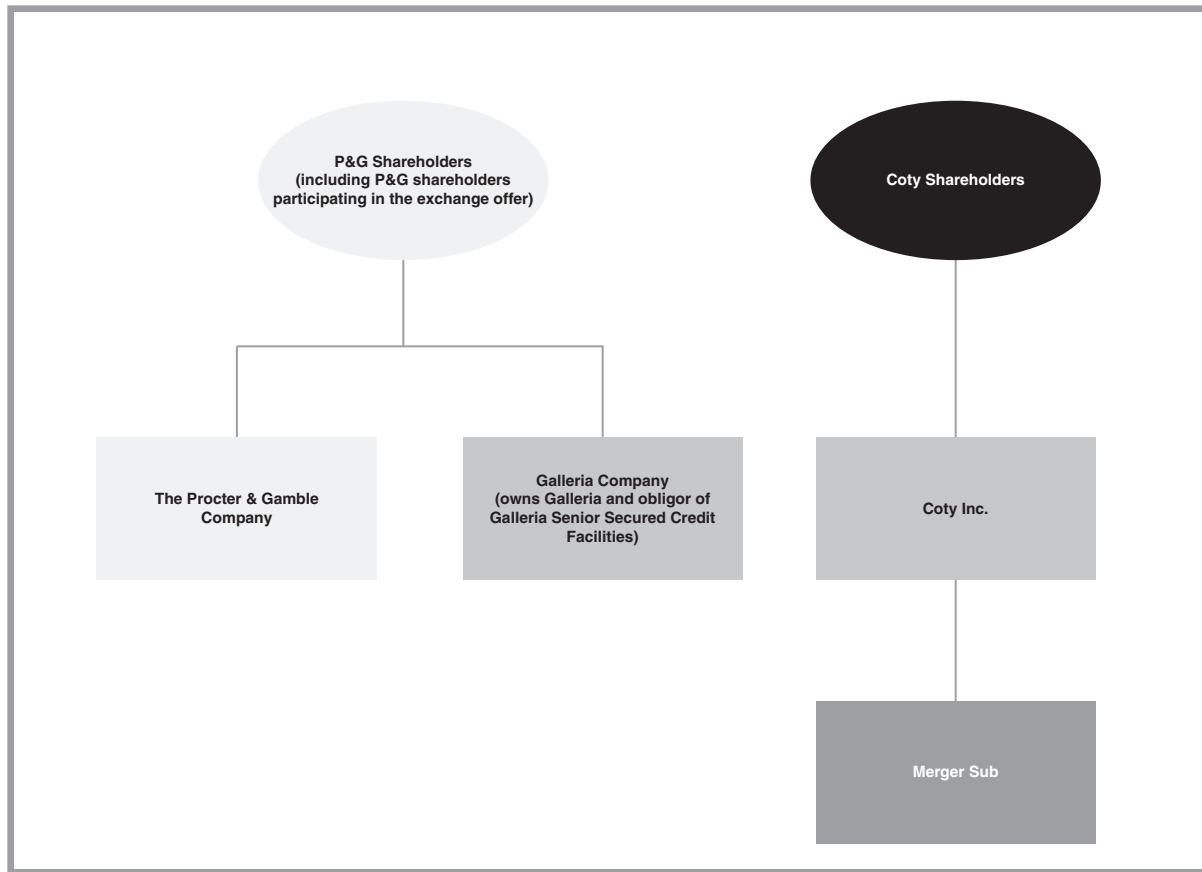 P&G Shareholders
(including P&G shareholders
participating in the exchange offer)
Coty Shareholders
The Procter & Gamble
Company
Galleria Company
(owns Galleria and obligor of
Galleria Senior Secured Credit
Facilities)
Coty Inc.
Merger Sub